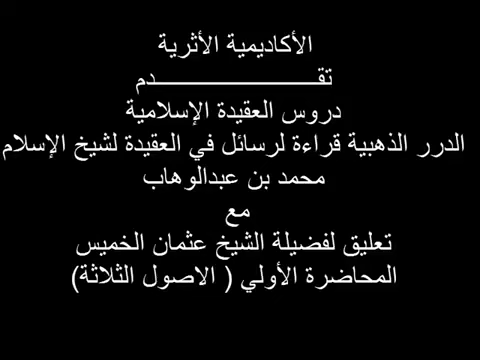 الأكاديمية الأثرية
تقـــــــــــــــــــدم
دروس العقيدة الإسلامية
الدرر الذهبية قراءة لرسائل في العقيدة لشيخ الإسلام
محمد بن عبدالوهاب
مع
تعليق لفضيلة الشيخ عثمان الخميس
المحاضرة الأولي ( الاصول الثلاثة)